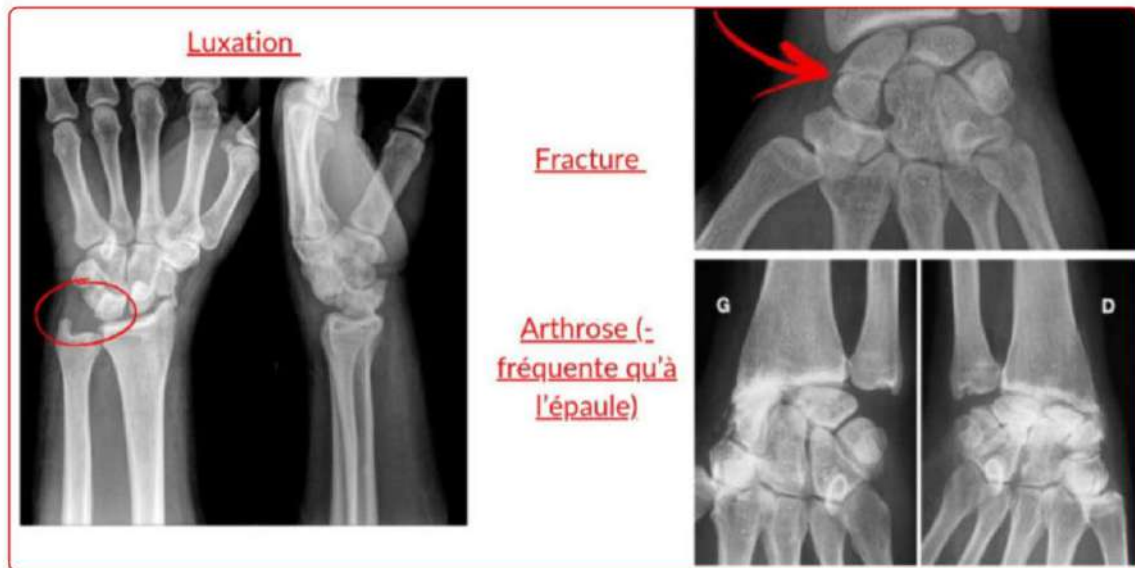 Luxation
Fracture
Arthrose (-
fréquente qu'à
l'épaule)
G
D